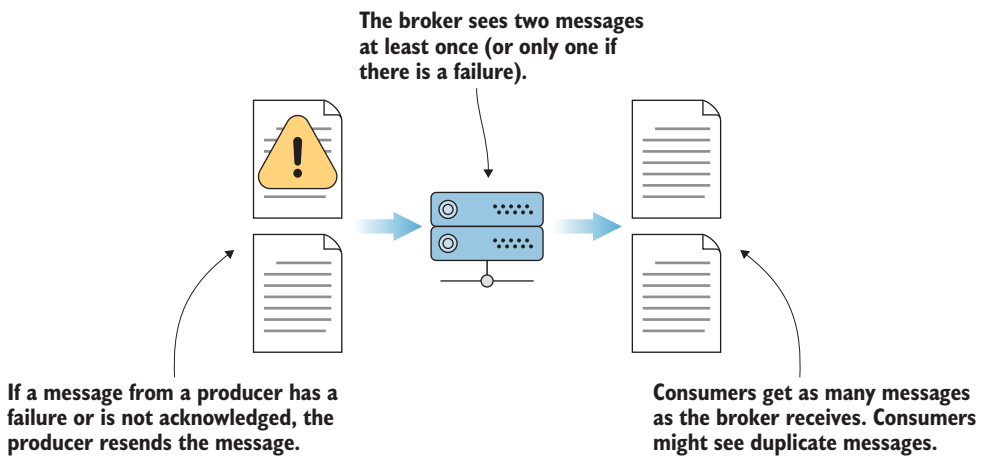 The broker sees two messages
at least once (or only one if
there is a failure).
If a message from a producer has a
failure or is not acknowledged, the
producer resends the message.
Consumers get as many messages
as the broker receives. Consumers
might see duplicate messages.